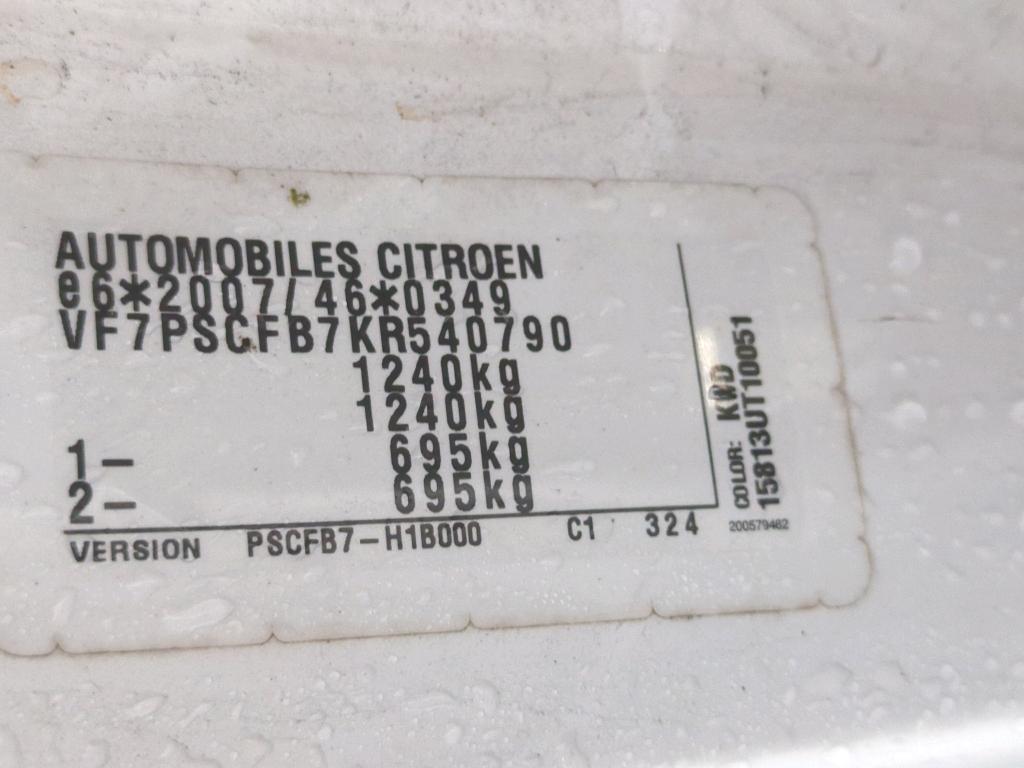 AUTOMOBILES CITROEN
e6*2007/46*0349
VF7PSCFB7KR540790
1240kg
1240kg
1- 695kg
2- 695kg
VERSION PSCFB7-H1B000 C1 324
COLOR: KWD
15813UT10051
200579462